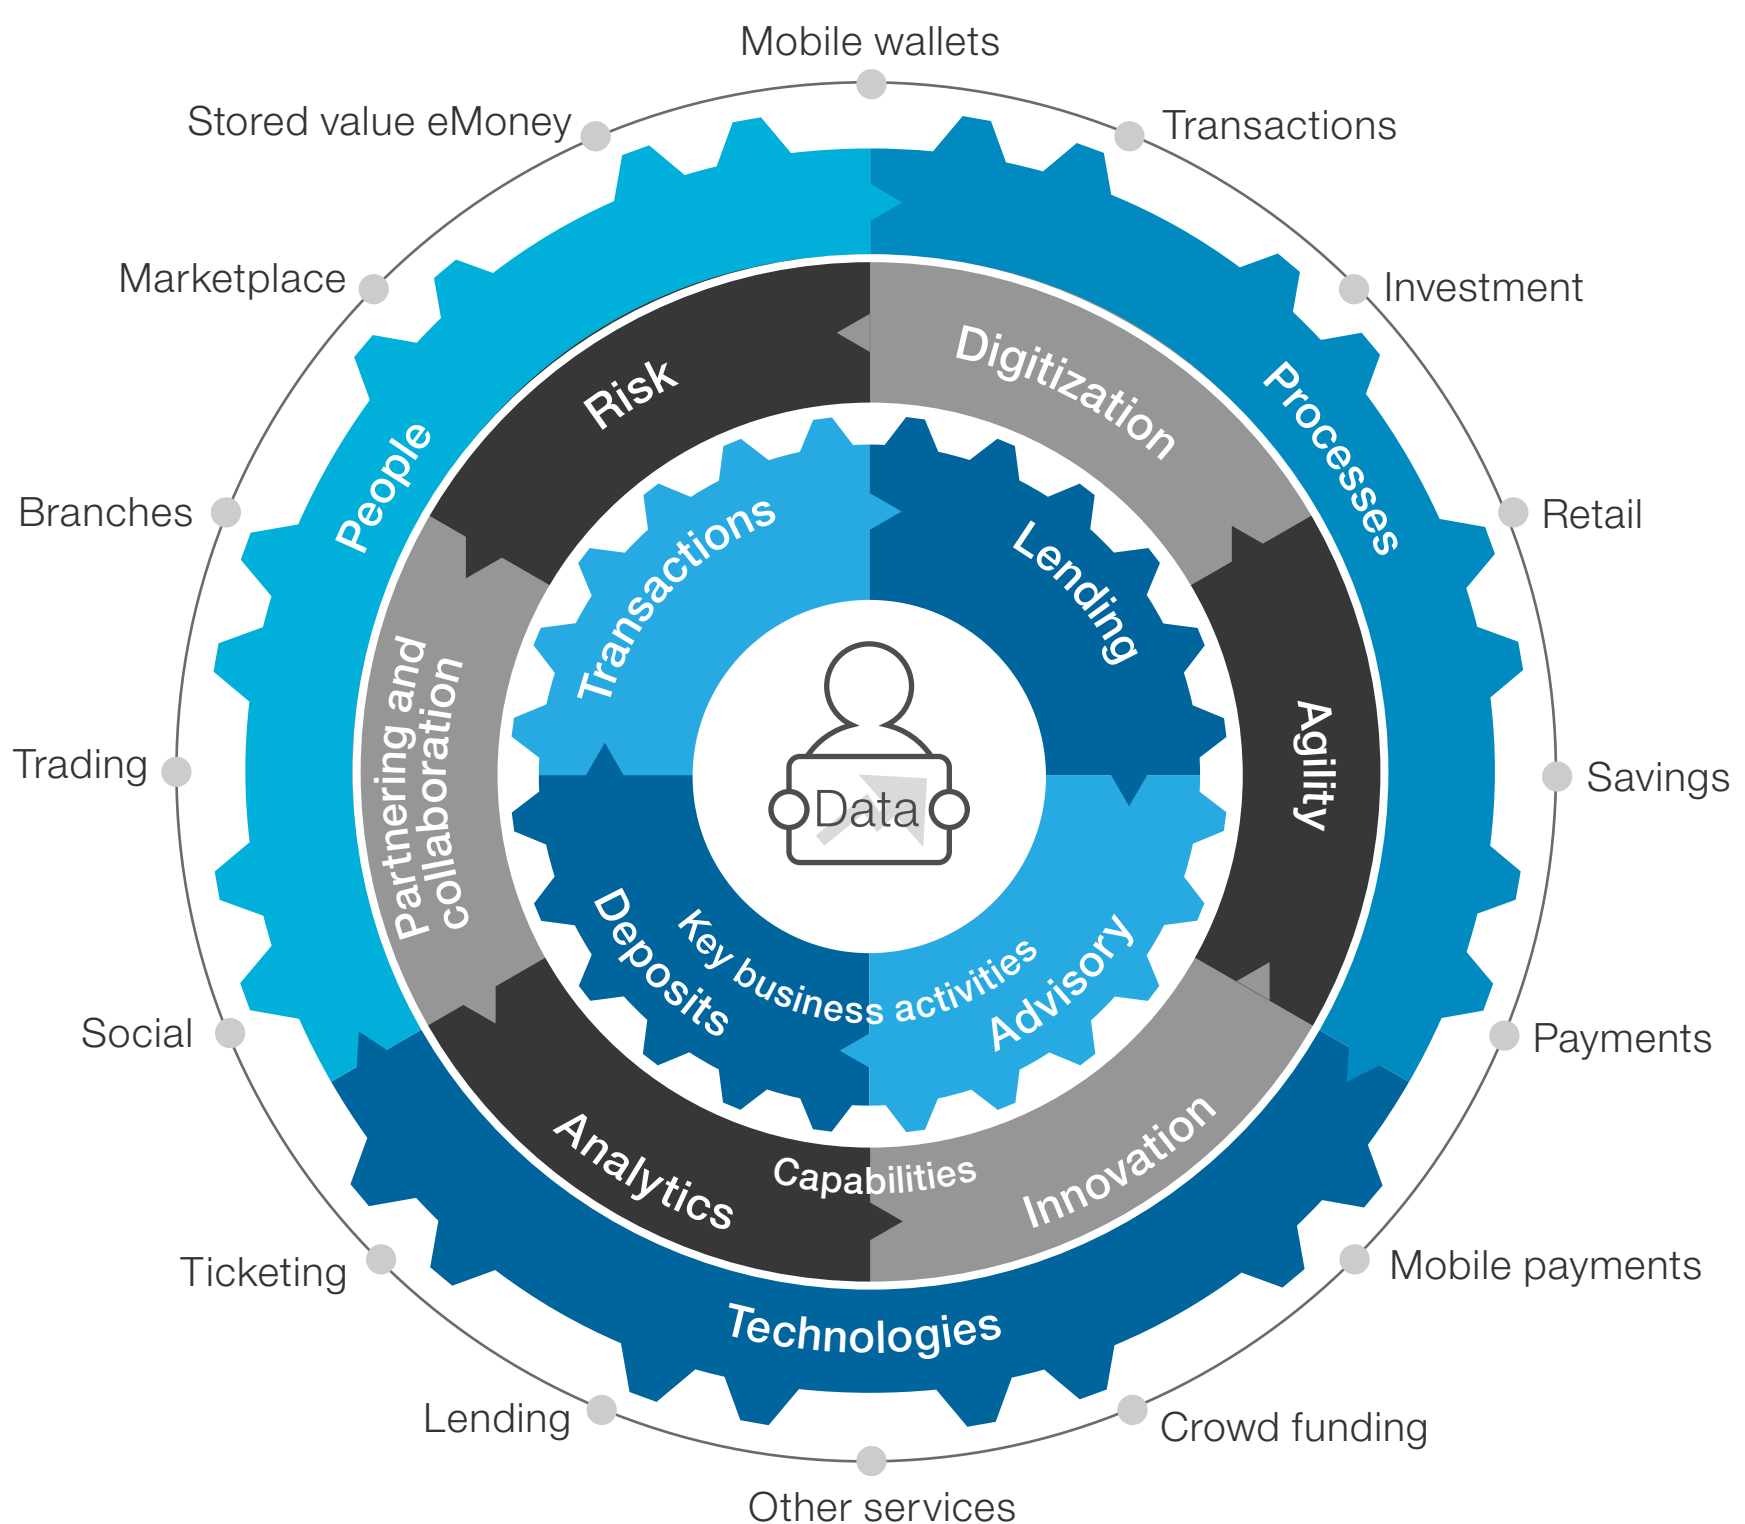 Mobile wallets
Transactions
Investment
Retail
Savings
Payments
Mobile payments
Crowd funding
Other services
Lending
Ticketing
Social
Trading
Branches
Marketplace
Stored value eMoney
People
Processes
Technologies
Risk
Digitization
Agility
Innovation
Capabilities
Analytics
Partnering and
collaboration
Transactions
Lending
Advisory
Deposits
Key business activities
Data